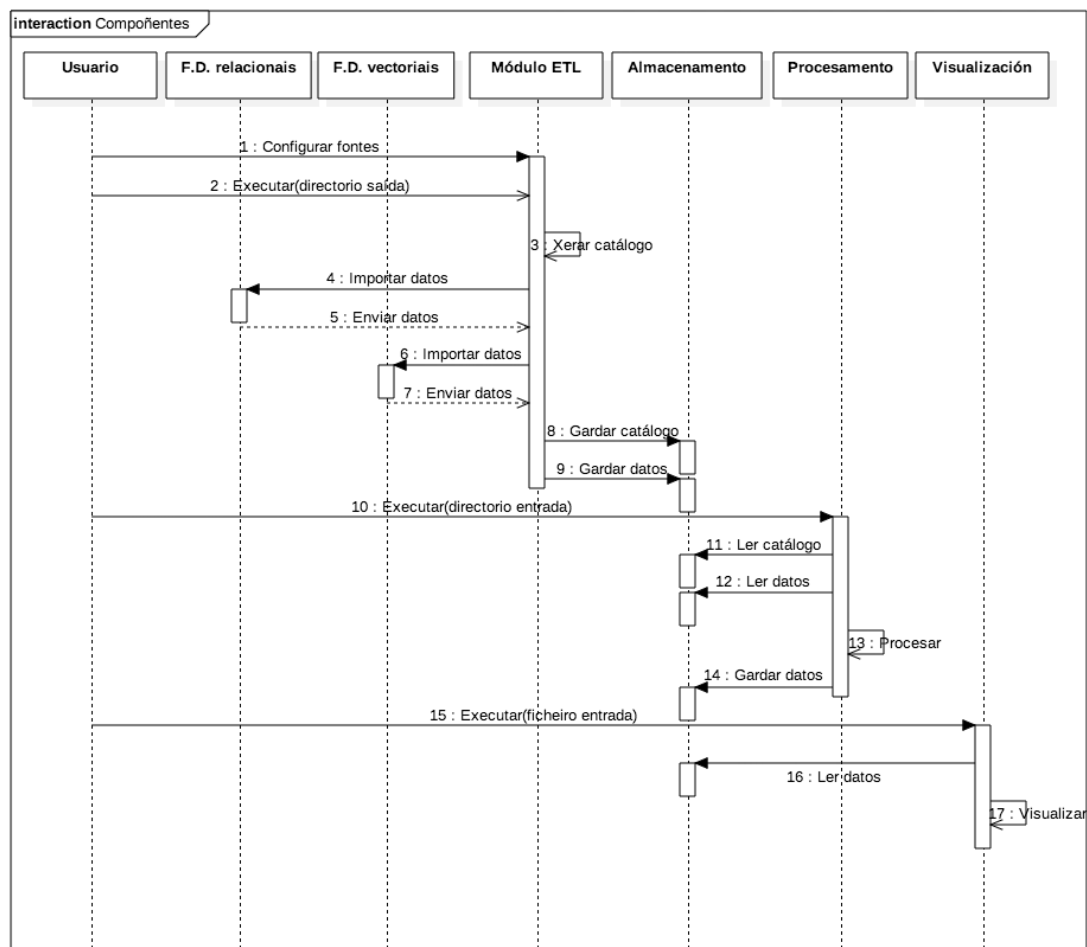 interaction Compoñentes
Usuario
F.D. relacionais
F.D. vectoriais
Módulo ETL
Almacenamento
Procesamento
Visualización
1 : Configurar fontes
2 : Executar(directorio saída)
3 : Xerar catálogo
4 : Importar datos
5 : Enviar datos
6 : Importar datos
7 : Enviar datos
8 : Gardar catálogo
9 : Gardar datos
10 : Executar(directorio entrada)
11 : Ler catálogo
12 : Ler datos
13 : Procesar
14 : Gardar datos
15 : Executar(ficheiro entrada)
16 : Ler datos
17 : Visualizar